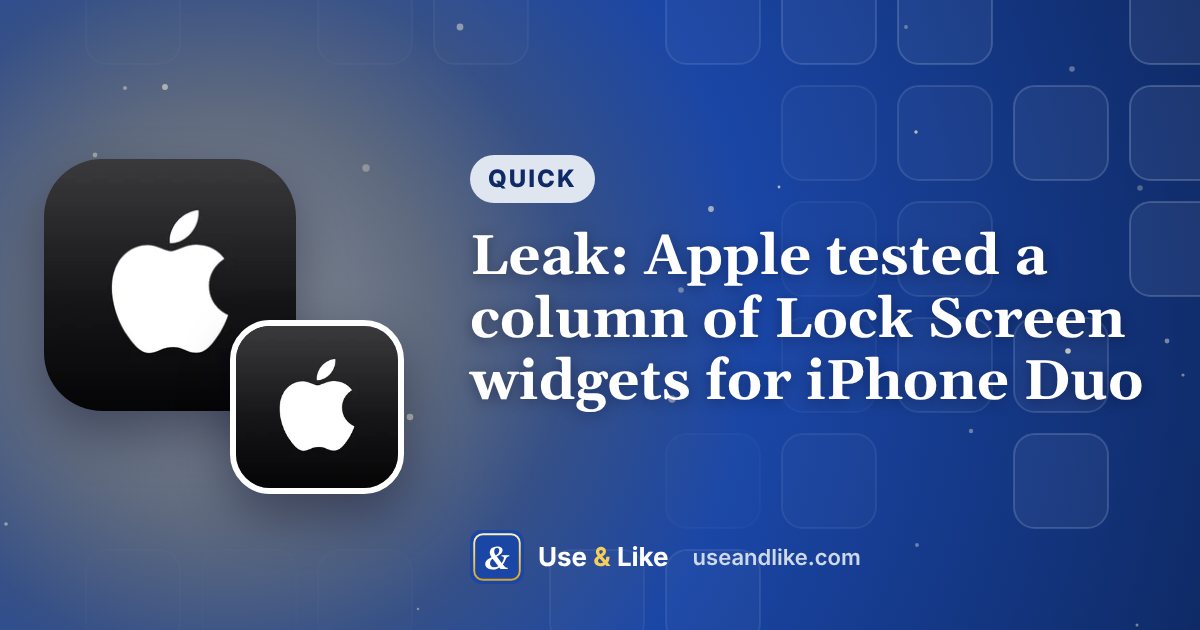 QUICK
Leak: Apple tested a
column of Lock Screen
widgets for iPhone Duo
& Use & Like useandlike.com